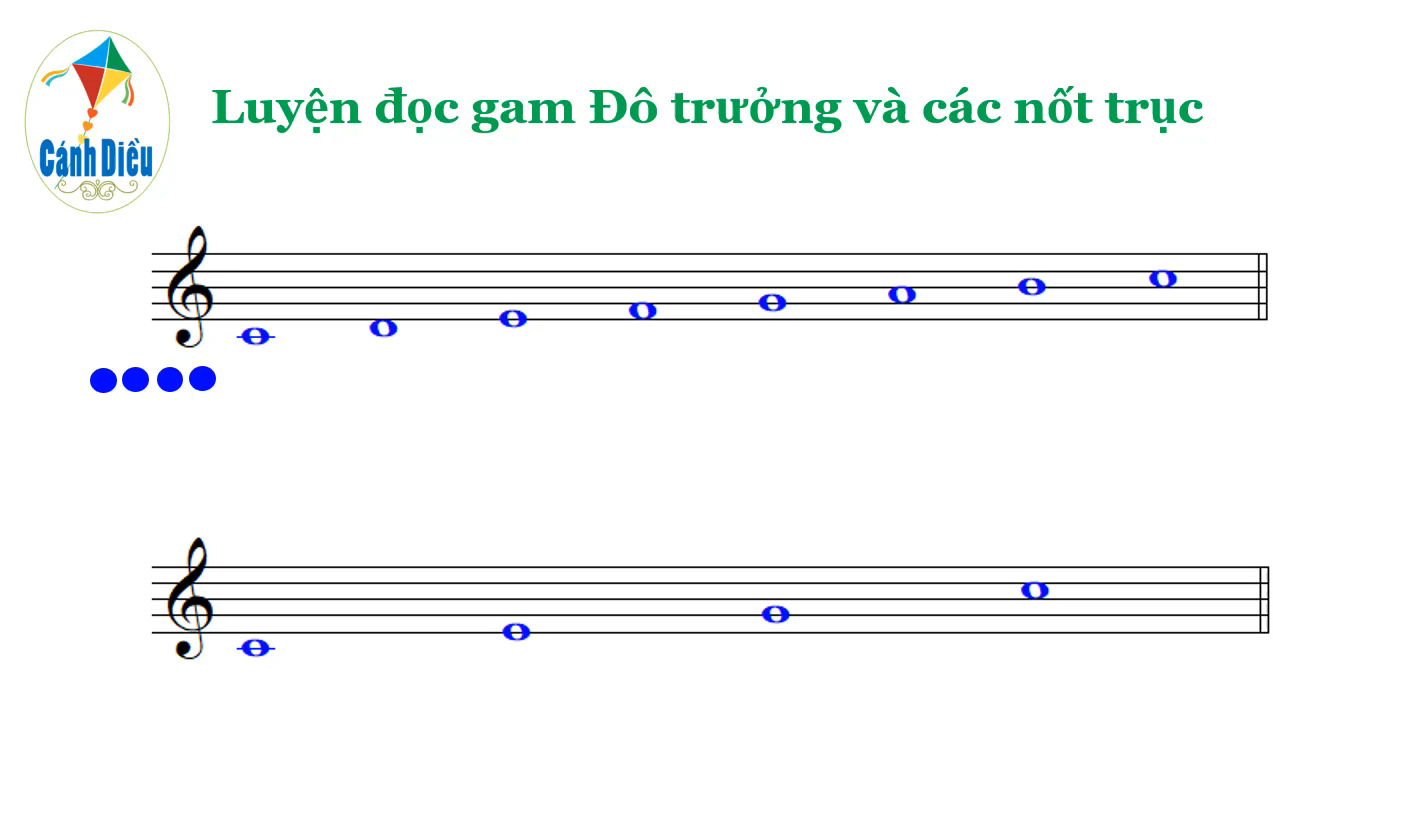 Luyện đọc gam Đô trưởng và các nốt trục
Cánh Diều